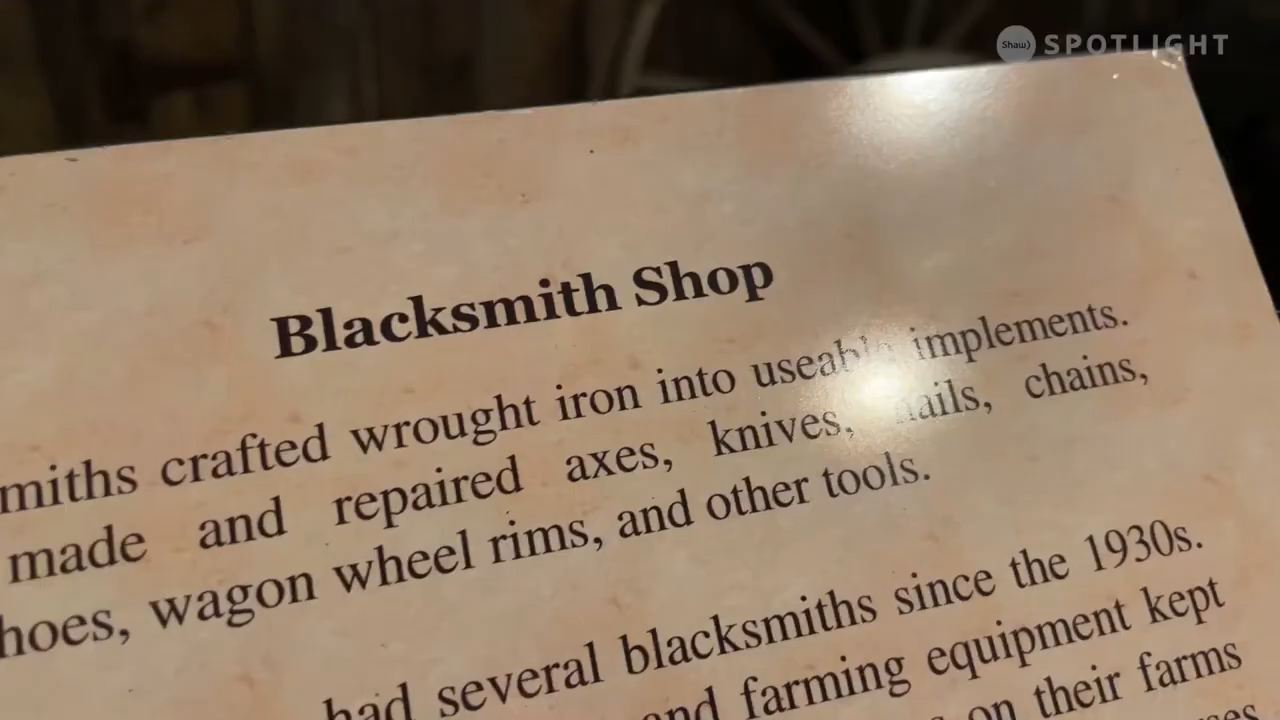 Shaw) SPOTLIGHT
Blacksmith Shop
smiths crafted wrought iron into useable implements.
made and repaired axes, knives, nails, chains,
hoes, wagon wheel rims, and other tools.
had several blacksmiths since the 1930s.
and farming equipment kept
on their farms